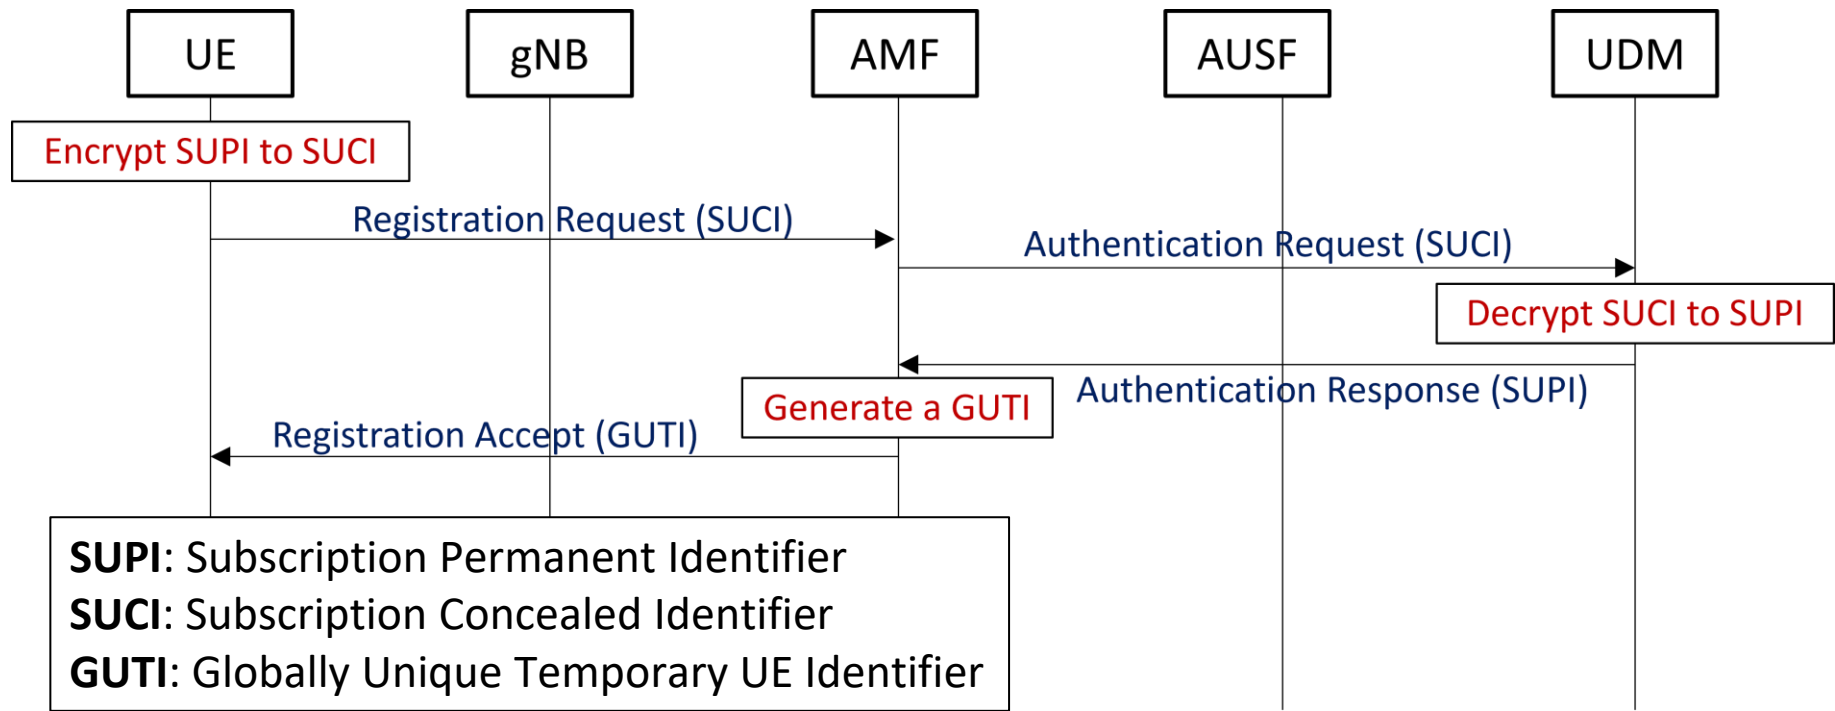 UE
gNB
AMF
AUSF
UDM
Encrypt SUPI to SUCI
Registration Request (SUCI)
Authentication Request (SUCI)
Decrypt SUCI to SUPI
Authentication Response (SUPI)
Generate a GUTI
Registration Accept (GUTI)
SUPI: Subscription Permanent Identifier
SUCI: Subscription Concealed Identifier
GUTI: Globally Unique Temporary UE Identifier